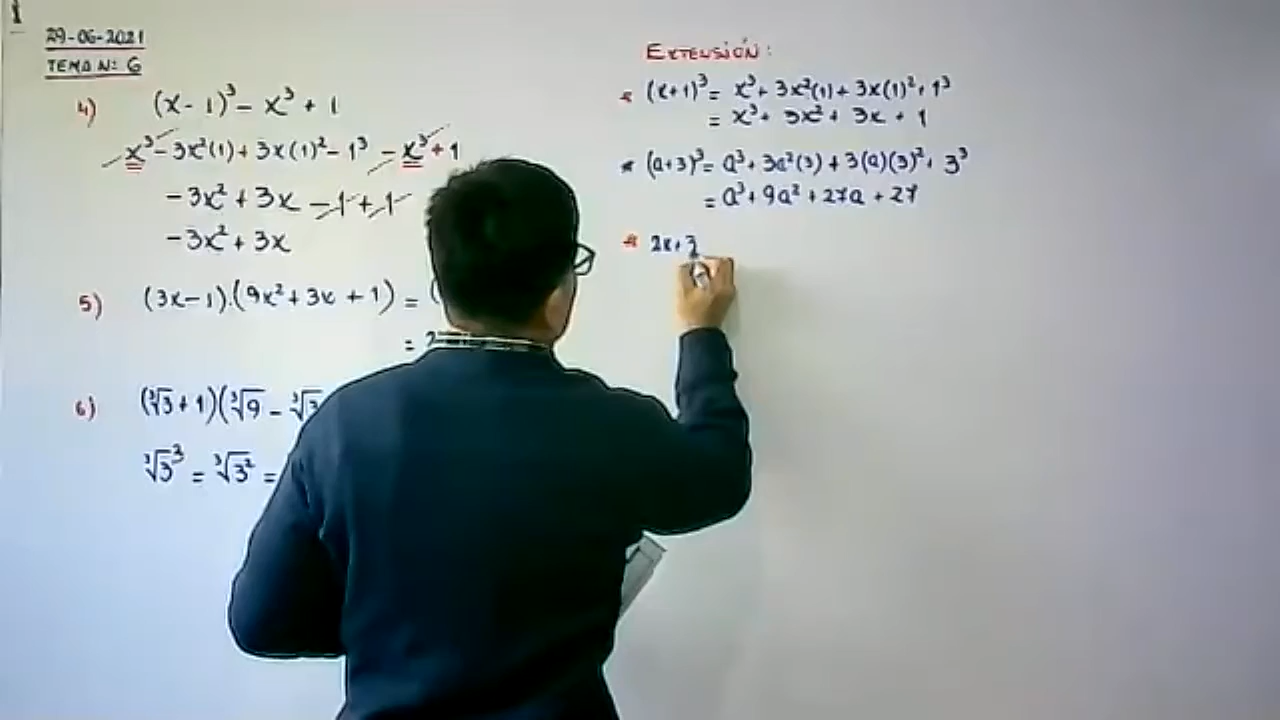 29-06-2021
TEMA N: 6
4) (x-1)³ - x³ + 1
x³ - 3x²(1) + 3x(1)² - 1³ - x³ + 1
-3x² + 3x - 1 + 1
-3x² + 3x
5) (3x-1).(9x²+3x+1) = (
= 2
6) (∛3+1)(∛9 - ∛3
∛3³ = ∛3² =
EXTENSIÓN:
* (x+1)³ = x³ + 3x²(1) + 3x(1)² + 1³
= x³ + 3x² + 3x + 1
* (a+3)³ = a³ + 3a²(3) + 3(a)(3)² + 3³
= a³ + 9a² + 27a + 27
* 2x+